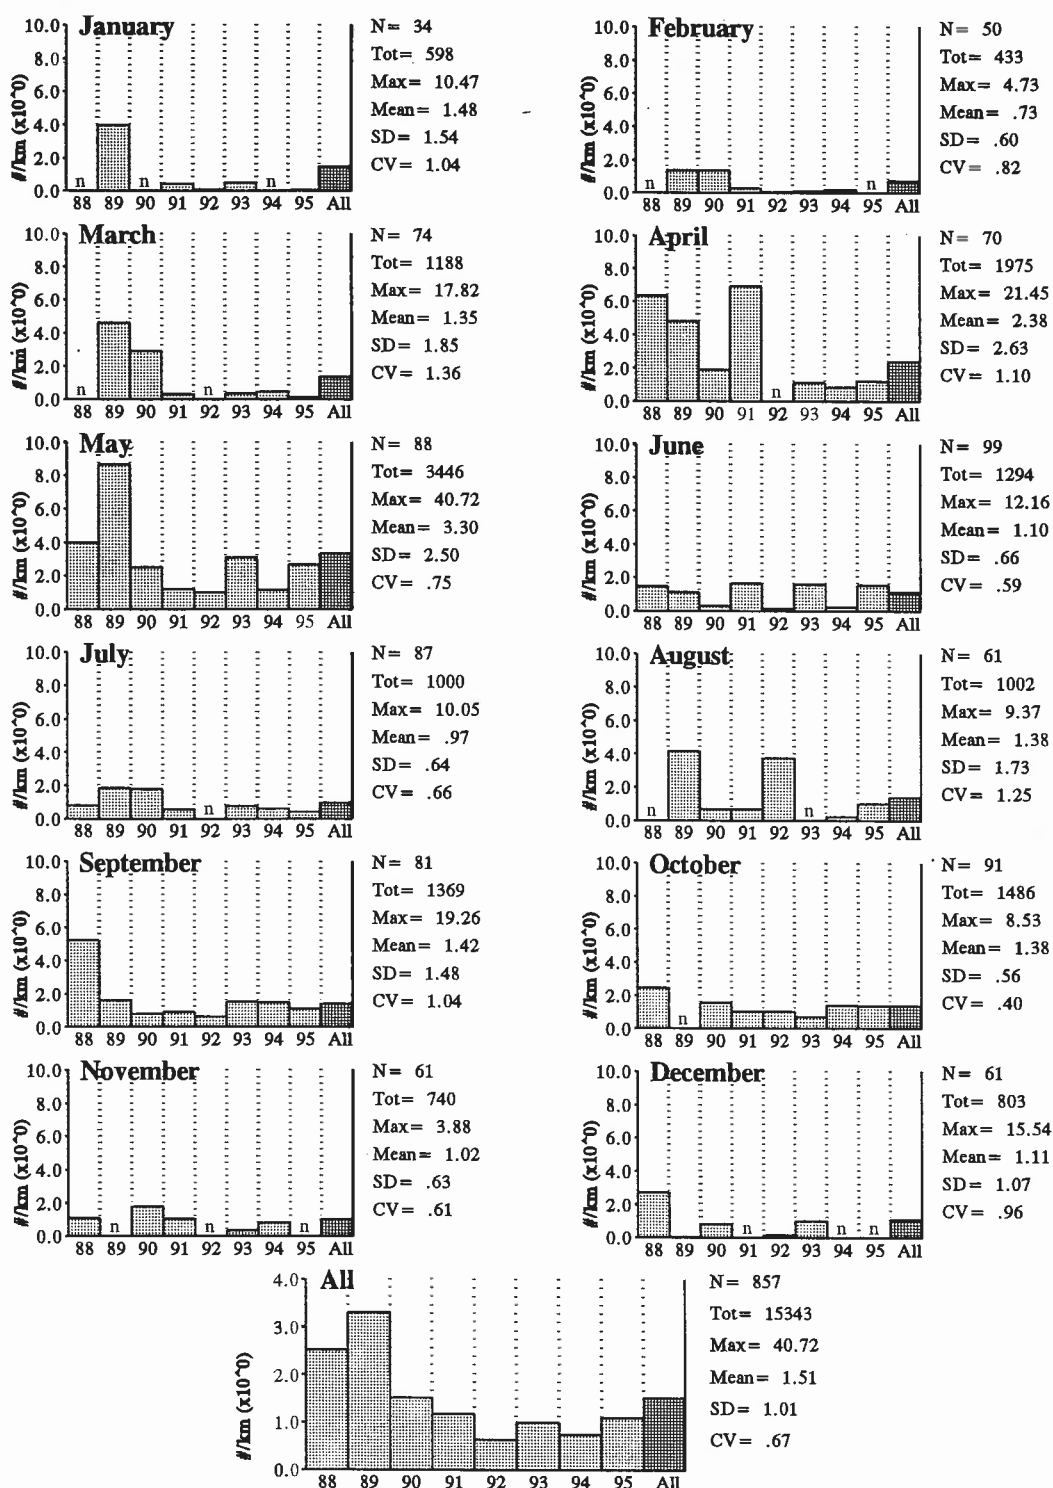 January
#/km (x10^0)
10.0
8.0
6.0
4.0
2.0
0.0
n n n
88 89 90 91 92 93 94 95 All
N= 34
Tot= 598
Max= 10.47
Mean= 1.48
SD= 1.54
CV= 1.04
February
#/km (x10^0)
10.0
8.0
6.0
4.0
2.0
0.0
n n
88 89 90 91 92 93 94 95 All
N= 50
Tot= 433
Max= 4.73
Mean= .73
SD= .60
CV= .82
March
#/km (x10^0)
10.0
8.0
6.0
4.0
2.0
0.0
n n
88 89 90 91 92 93 94 95 All
N= 74
Tot= 1188
Max= 17.82
Mean= 1.35
SD= 1.85
CV= 1.36
April
#/km (x10^0)
10.0
8.0
6.0
4.0
2.0
0.0
n
88 89 90 91 92 93 94 95 All
N= 70
Tot= 1975
Max= 21.45
Mean= 2.38
SD= 2.63
CV= 1.10
May
#/km (x10^0)
10.0
8.0
6.0
4.0
2.0
0.0
88 89 90 91 92 93 94 95 All
N= 88
Tot= 3446
Max= 40.72
Mean= 3.30
SD= 2.50
CV= .75
June
#/km (x10^0)
10.0
8.0
6.0
4.0
2.0
0.0
88 89 90 91 92 93 94 95 All
N= 99
Tot= 1294
Max= 12.16
Mean= 1.10
SD= .66
CV= .59
July
#/km (x10^0)
10.0
8.0
6.0
4.0
2.0
0.0
n
88 89 90 91 92 93 94 95 All
N= 87
Tot= 1000
Max= 10.05
Mean= .97
SD= .64
CV= .66
August
#/km (x10^0)
10.0
8.0
6.0
4.0
2.0
0.0
n n
88 89 90 91 92 93 94 95 All
N= 61
Tot= 1002
Max= 9.37
Mean= 1.38
SD= 1.73
CV= 1.25
September
#/km (x10^0)
10.0
8.0
6.0
4.0
2.0
0.0
88 89 90 91 92 93 94 95 All
N= 81
Tot= 1369
Max= 19.26
Mean= 1.42
SD= 1.48
CV= 1.04
October
#/km (x10^0)
10.0
8.0
6.0
4.0
2.0
0.0
n
88 89 90 91 92 93 94 95 All
N= 91
Tot= 1486
Max= 8.53
Mean= 1.38
SD= .56
CV= .40
November
#/km (x10^0)
10.0
8.0
6.0
4.0
2.0
0.0
n n n
88 89 90 91 92 93 94 95 All
N= 61
Tot= 740
Max= 3.88
Mean= 1.02
SD= .63
CV= .61
December
#/km (x10^0)
10.0
8.0
6.0
4.0
2.0
0.0
n n n
88 89 90 91 92 93 94 95 All
N= 61
Tot= 803
Max= 15.54
Mean= 1.11
SD= 1.07
CV= .96
All
#/km (x10^0)
4.0
3.0
2.0
1.0
0.0
88 89 90 91 92 93 94 95 All
N= 857
Tot= 15343
Max= 40.72
Mean= 1.51
SD= 1.01
CV= .67